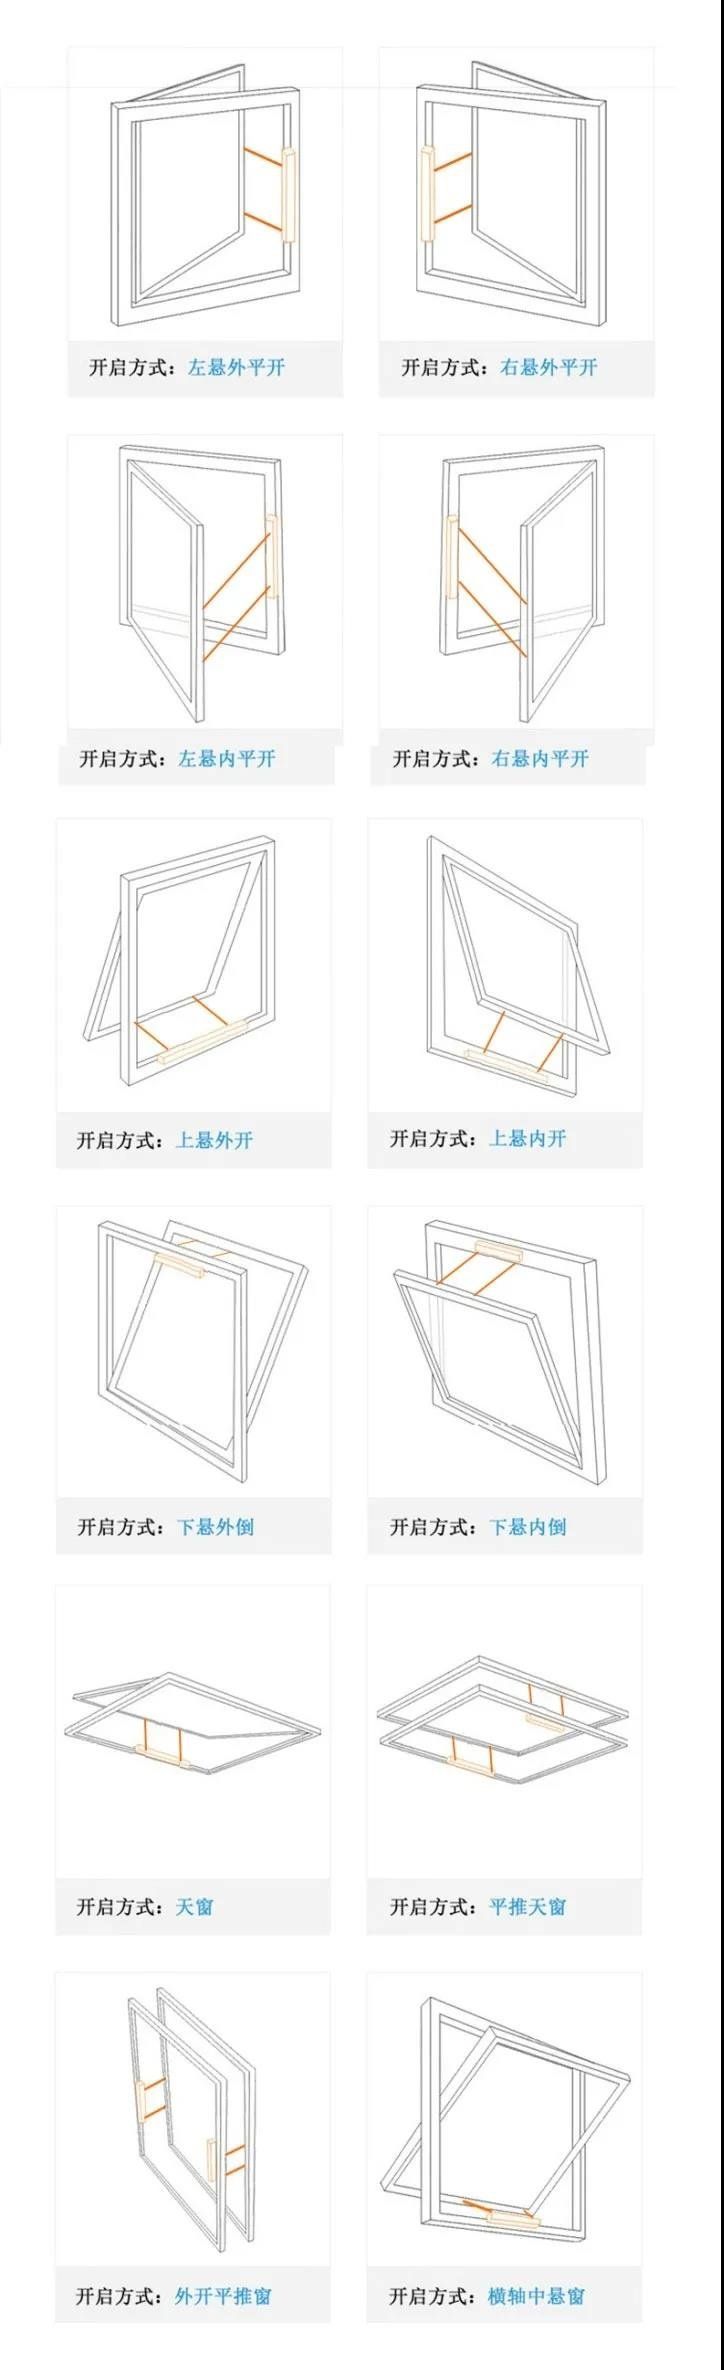 开启方式：左悬外平开
开启方式：右悬外平开
开启方式：左悬内平开
开启方式：右悬内平开
开启方式：上悬外开
开启方式：上悬内开
开启方式：下悬外倒
开启方式：下悬内倒
开启方式：天窗
开启方式：平推天窗
开启方式：外开平推窗
开启方式：横轴中悬窗